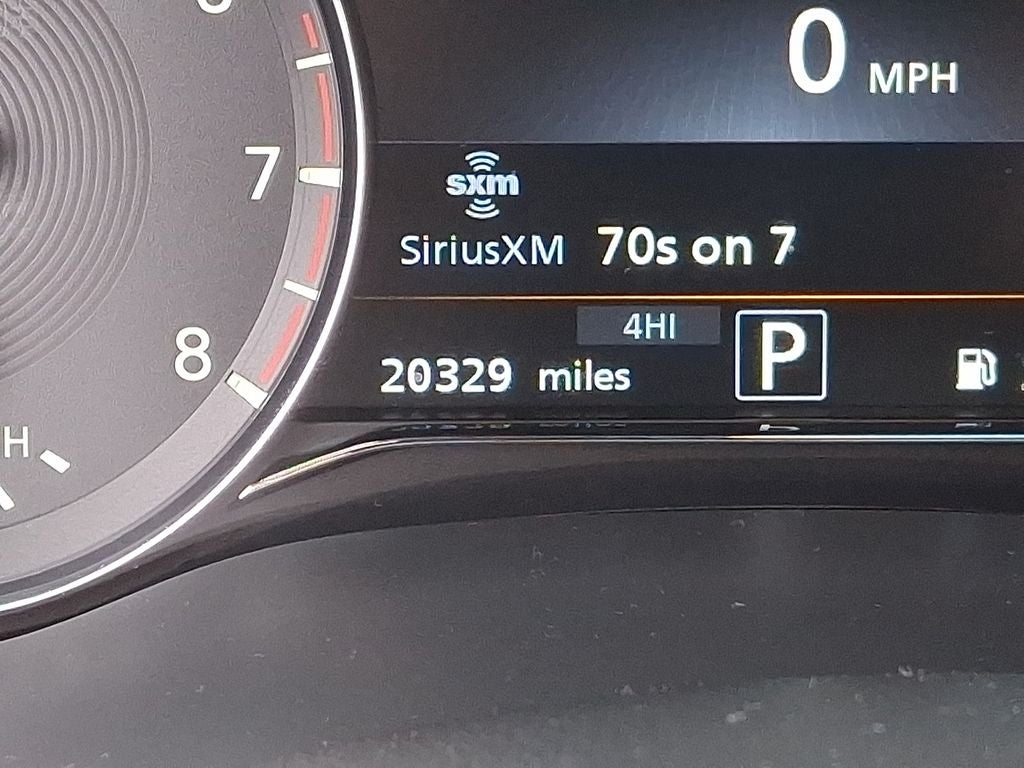 0 MPH
7
sxm
SiriusXM 70s on 7
8
4HI
P
20329 miles
H